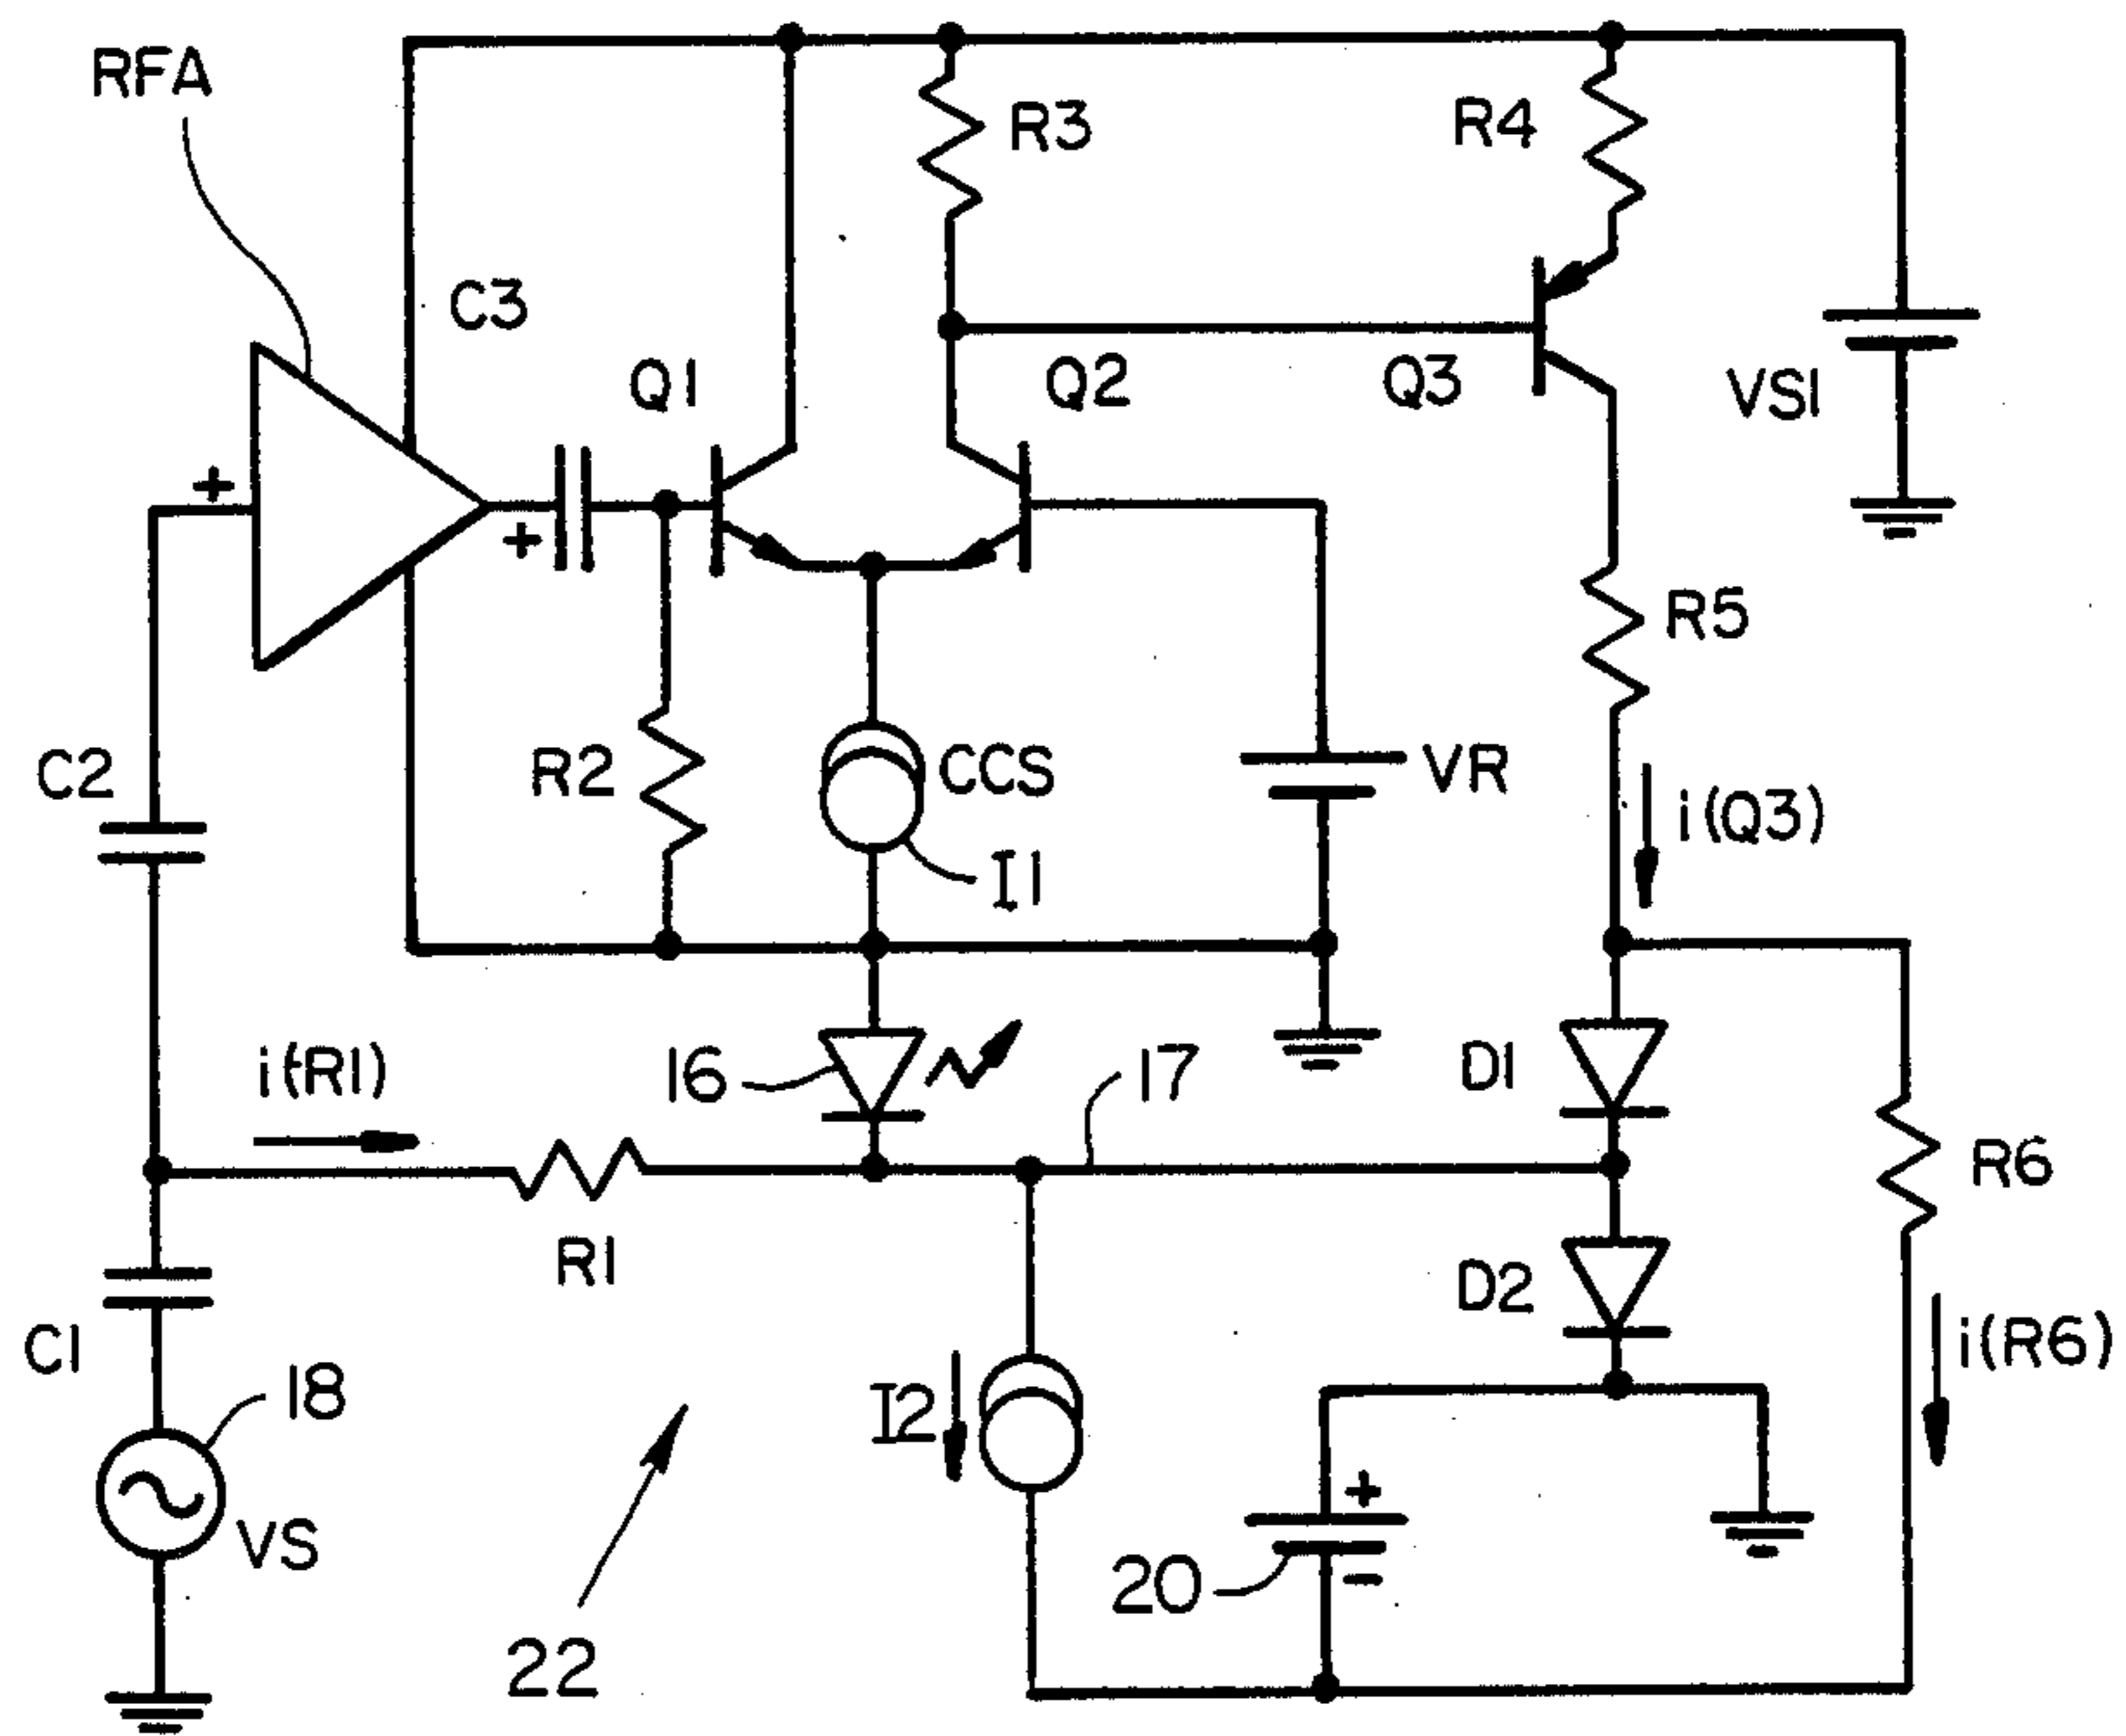 RFA
R3
R4
C3
Q1
Q2
Q3
VS1
+
+
R5
C2
R2
CCS
VR
i(Q3)
I1
i(R1)
16
17
D1
R6
R1
D2
C1
18
I2
i(R6)
+
VS
20
−
22